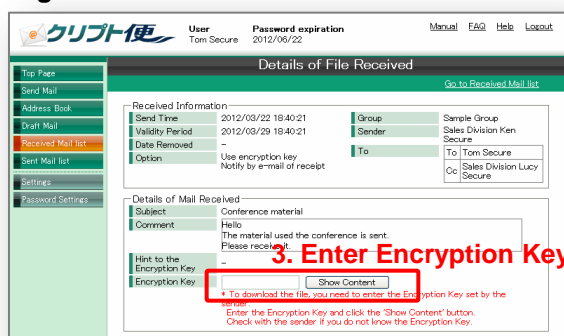 クリプト便
User Password expiration
Tom Secure 2012/06/22
Manual FAQ Help Logout
Details of File Received
Go to Received Mail list
Top Page
Send Mail
Address Book
Draft Mail
Received Mail list
Sent Mail list
Settings
Password Settings
Received Information
Send Time 2012/03/22 18:40:21
Validity Period 2012/03/29 18:40:21
Date Removed –
Option Use encryption key
Notify by e-mail of receipt
Group Sample Group
Sender Sales Division Ken
Secure
To To Tom Secure
Cc Sales Division Lucy
Secure
Details of Mail Received
Subject Conference material
Comment Hello
The material used the conference is sent.
Please receive it.
3. Enter Encryption Key
Hint to the
Encryption Key –
Encryption Key Show Content
* To download the file, you need to enter the Encryption Key set by the
sender.
Enter the Encryption Key and click the 'Show Content' button.
Check with the sender if you do not know the Encryption Key.